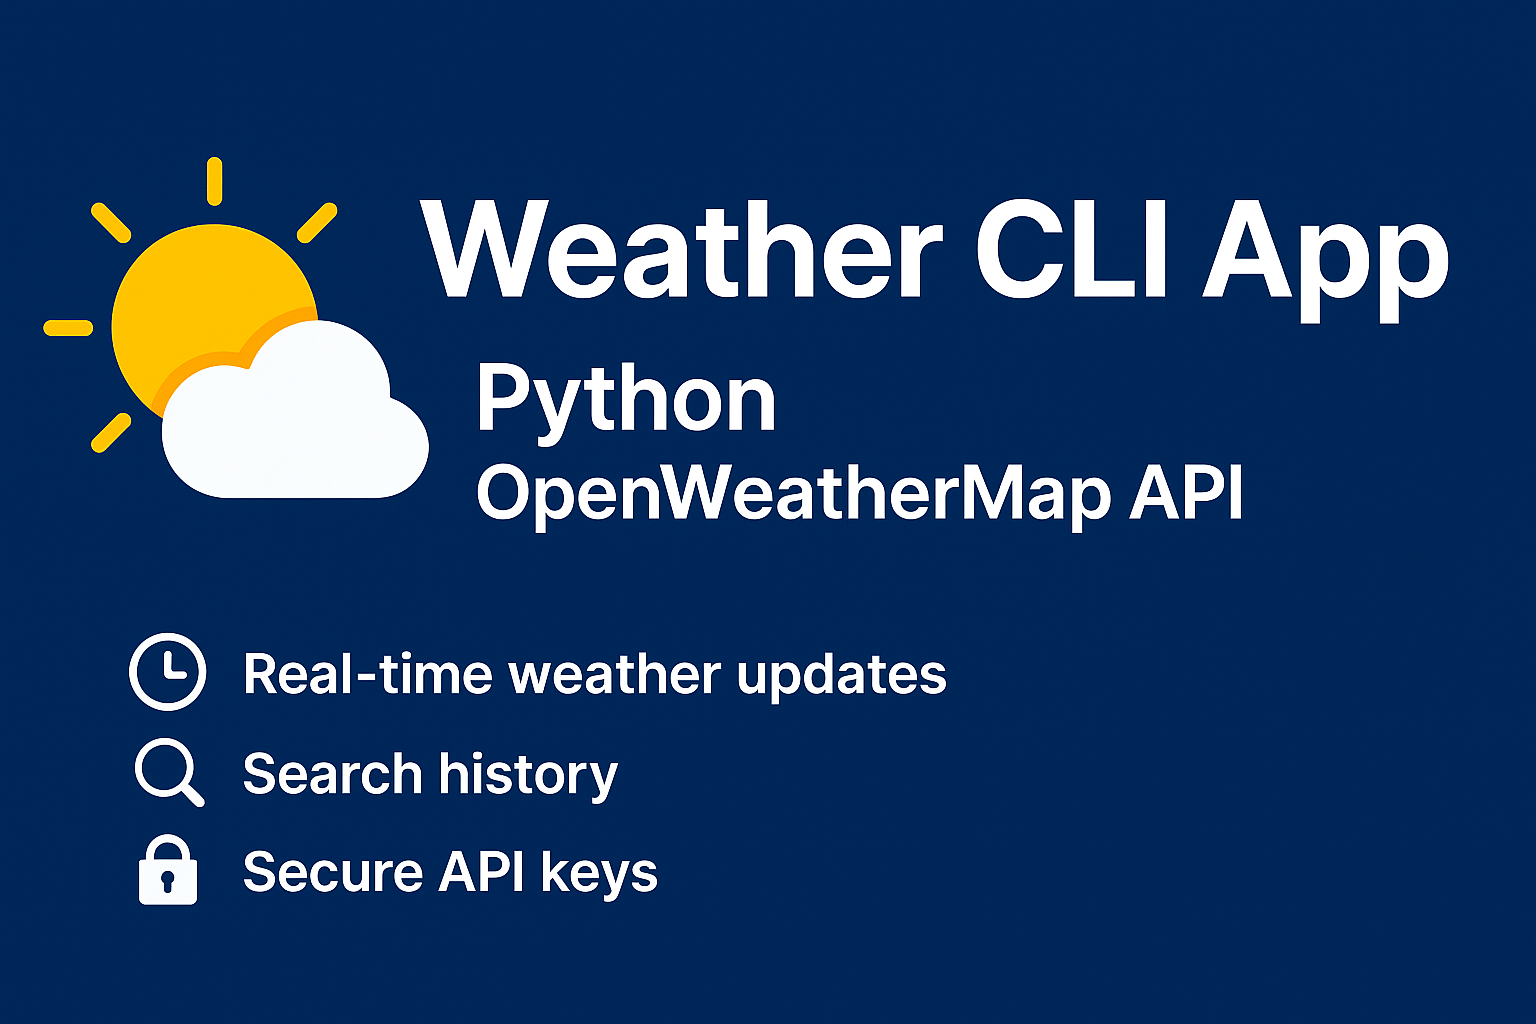 Weather CLI App
Python
OpenWeatherMap API
Real-time weather updates
Search history
Secure API keys